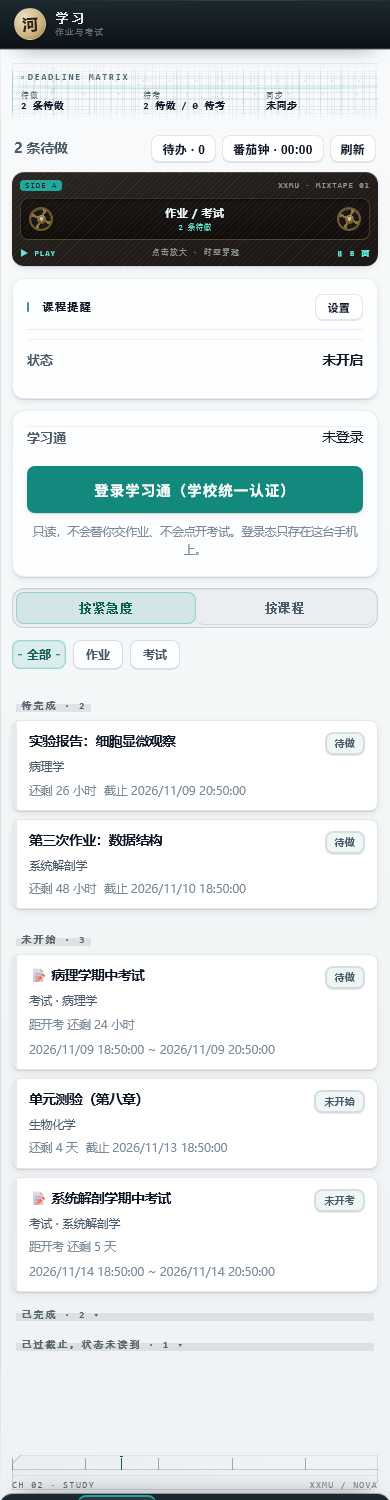 河
学习
作业与考试
DEADLINE MATRIX
待做 待考 同步
2 条待做 2 待做 / 0 待考 未同步
2 条待做 待办 · 0 番茄钟 · 00:00 刷新
SIDE A XXMU · MIXTAPE 01
作业 / 考试
2 条待做
▶ PLAY 点击放大 · 时空穿越 ⏸ B 面
课程提醒 设置
状态 未开启
学习通 未登录
登录学习通（学校统一认证）
只读，不会替你交作业、不会点开考试。登录态只存在这台手机
上。
按紧急度 按课程
- 全部 - 作业 考试
待完成 · 2
实验报告：细胞显微观察 待做
病理学
还剩 26 小时 截止 2026/11/09 20:50:00
第三次作业：数据结构 待做
系统解剖学
还剩 48 小时 截止 2026/11/10 18:50:00
未开始 · 3
📝 病理学期中考试 待做
考试 · 病理学
距开考 还剩 24 小时
2026/11/09 18:50:00 ~ 2026/11/09 20:50:00
单元测验（第八章） 未开始
生物化学
还剩 4 天 截止 2026/11/13 18:50:00
📝 系统解剖学期中考试 未开考
考试 · 系统解剖学
距开考 还剩 5 天
2026/11/14 18:50:00 ~ 2026/11/14 20:50:00
已完成 · 2 ▾
已过截止，状态未读到 · 1 ▾
CH 02 · STUDY XXMU / NOVA